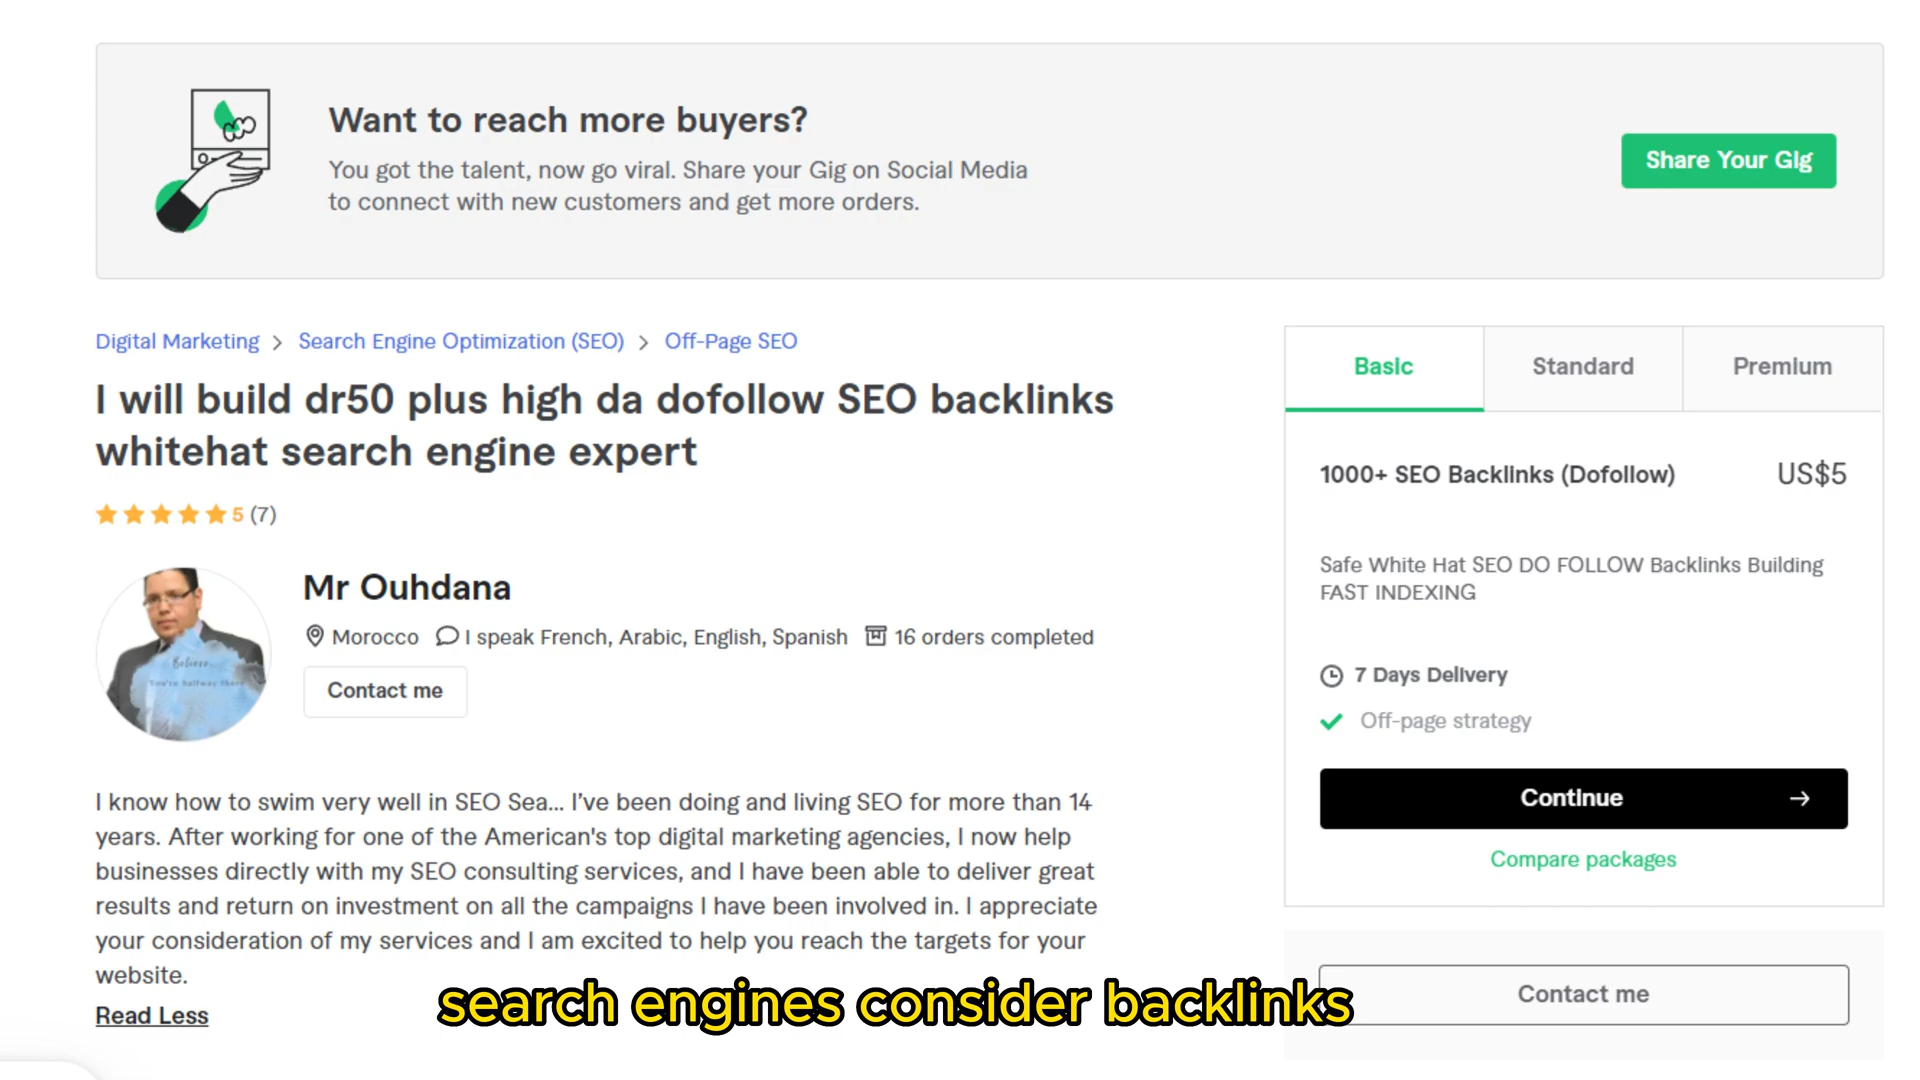 Want to reach more buyers?
You got the talent, now go viral. Share your Gig on Social Media
to connect with new customers and get more orders.
Share Your Gig
Digital Marketing > Search Engine Optimization (SEO) > Off-Page SEO
I will build dr50 plus high da dofollow SEO backlinks
whitehat search engine expert
5 (7)
Mr Ouhdana
Morocco I speak French, Arabic, English, Spanish 16 orders completed
Contact me
Believe...
You're halfway there
I know how to swim very well in SEO Sea... I've been doing and living SEO for more than 14
years. After working for one of the American's top digital marketing agencies, I now help
businesses directly with my SEO consulting services, and I have been able to deliver great
results and return on investment on all the campaigns I have been involved in. I appreciate
your consideration of my services and I am excited to help you reach the targets for your
website.
Read Less
Basic Standard Premium
1000+ SEO Backlinks (Dofollow) US$5
Safe White Hat SEO DO FOLLOW Backlinks Building
FAST INDEXING
7 Days Delivery
Off-page strategy
Continue →
Compare packages
Contact me
search engines consider backlinks